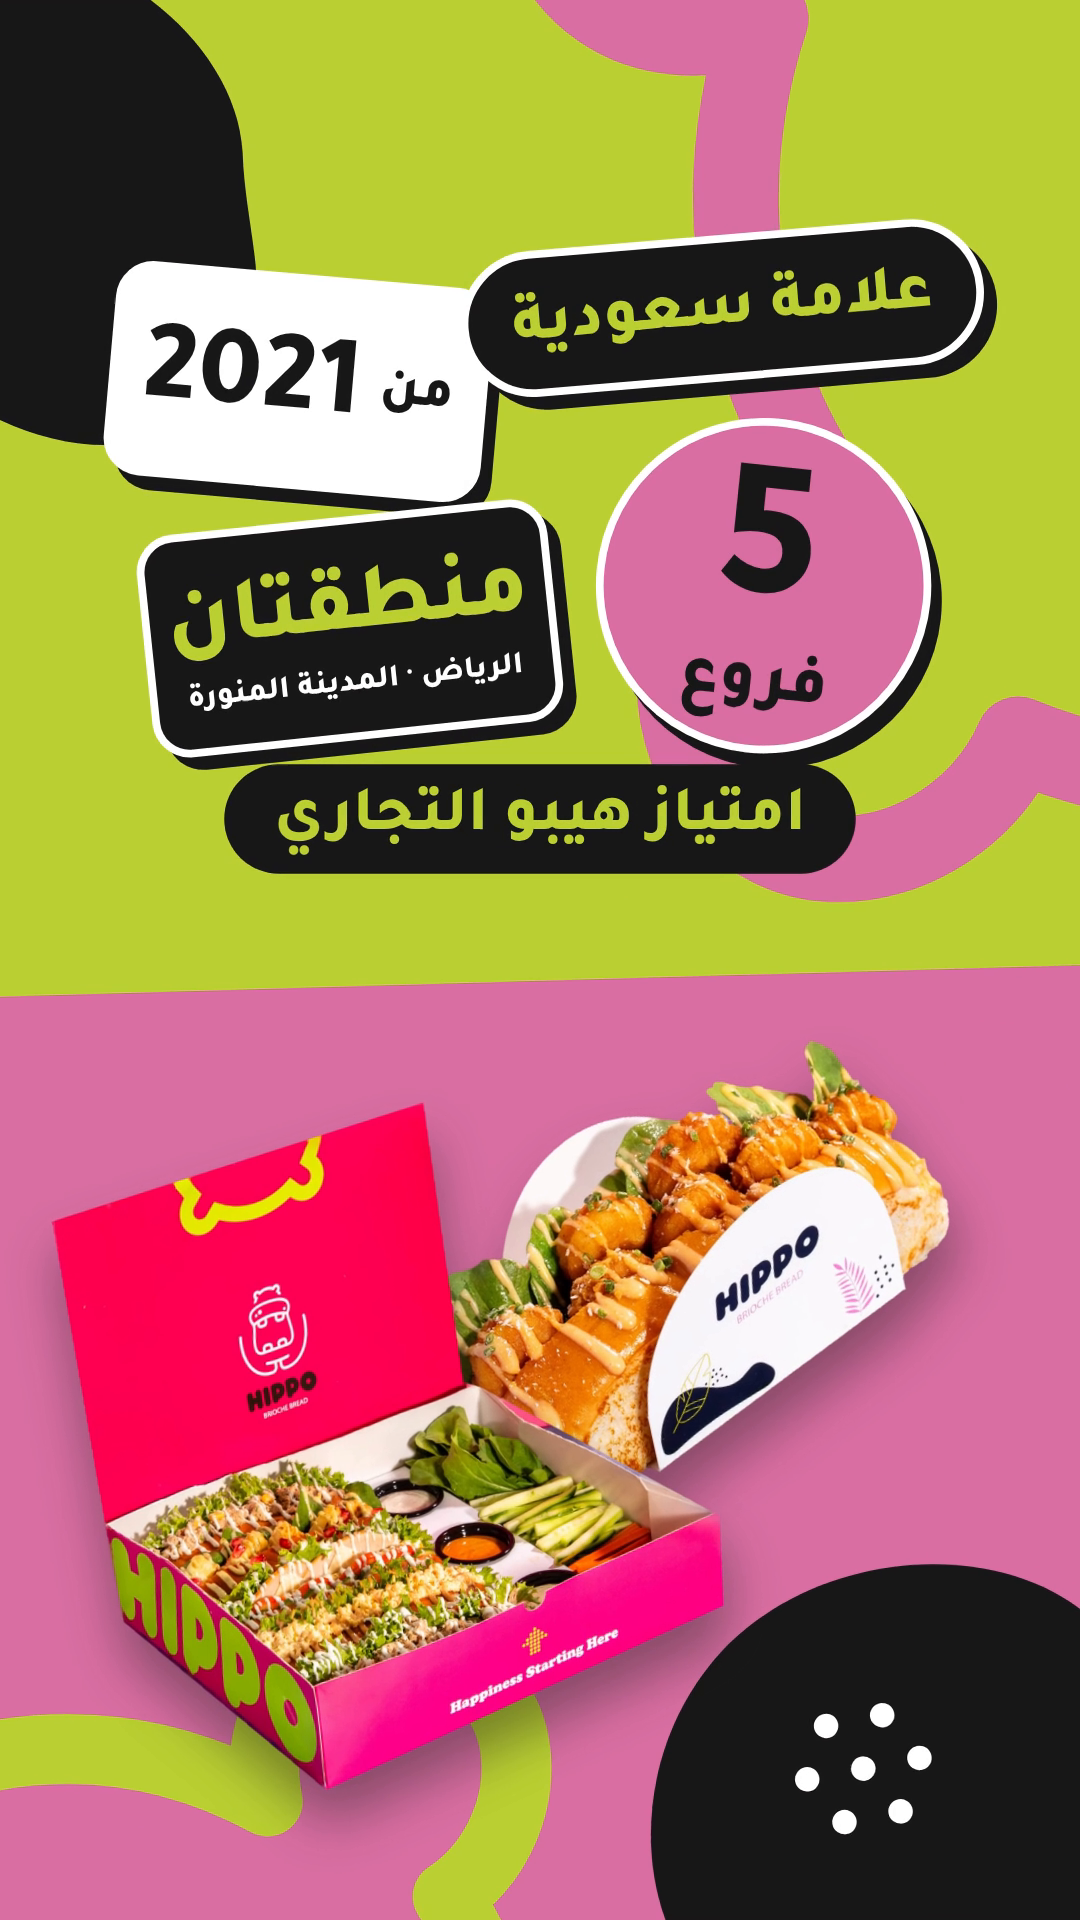 علامة سعودية
من 2021
5
فروع
منطقتان
الرياض · المدينة المنورة
امتياز هيبو التجاري
HIPPO
BRIOCHE BREAD
HIPPO
BRIOCHE BREAD
HIPPO
Happiness Starting Here